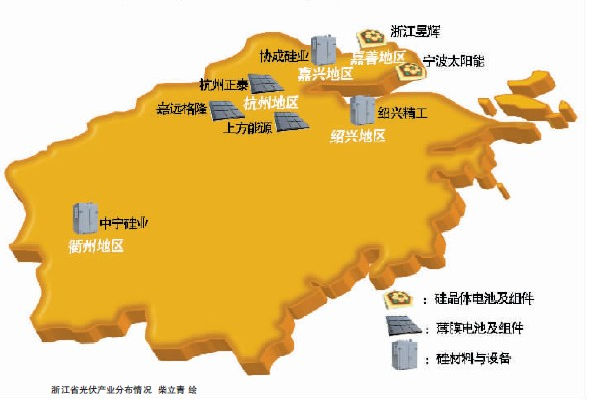 浙江昱辉
协成硅业
嘉善地区
宁波太阳能
嘉兴地区
杭州正泰
杭州地区
嘉远格隆
上方能源
绍兴精工
绍兴地区
中宁硅业
衢州地区
：硅晶体电池及组件
：薄膜电池及组件
：硅材料与设备
浙江省光伏产业分布情况 柴立青 绘